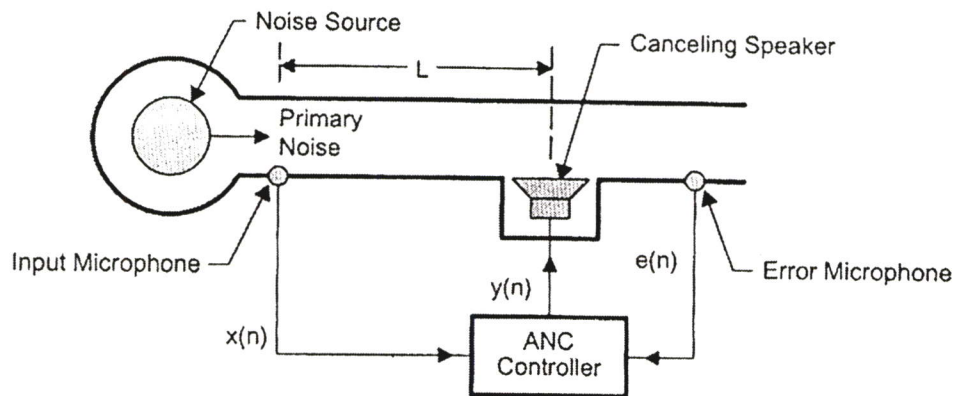 Noise Source
Canceling Speaker
L
Primary
Noise
Input Microphone
e(n)
Error Microphone
y(n)
x(n)
ANC
Controller